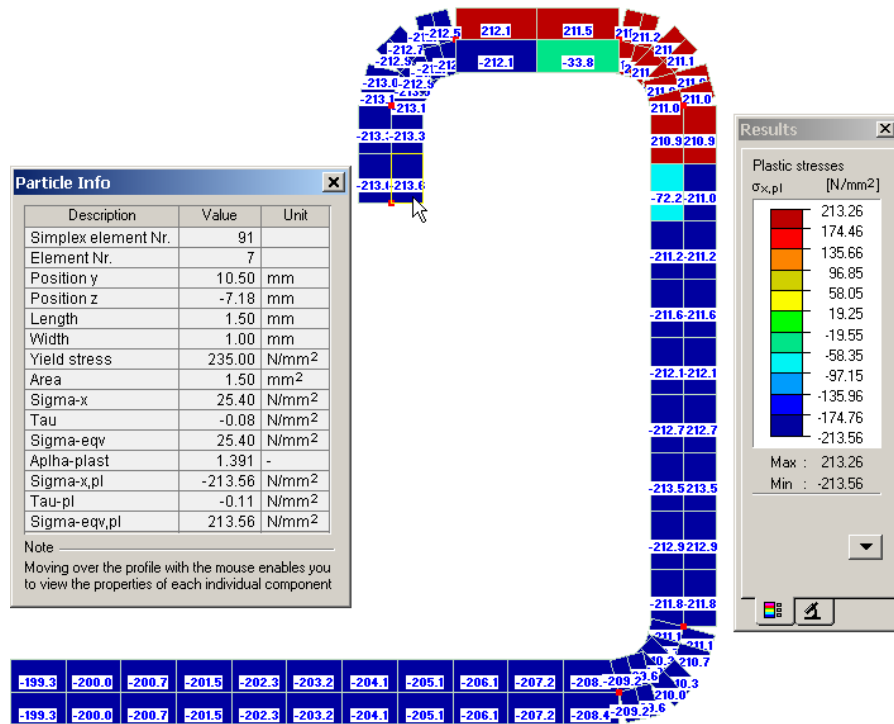 212.1 211.5
-212.1 -33.8
-213.1 211.0
-213.3 210.9 210.9
-213.6 -72.2 -211.0
-211.2 -211.2
-211.6 -211.6
-212.1 -212.1
-212.7 -212.7
-213.5 213.5
-212.9 212.9
-211.8 -211.8
-199.3 -200.0 -200.7 -201.5 -202.3 -203.2 -204.1 -205.1 -206.1 -207.2 -208. -209.2
-199.3 -200.0 -200.7 -201.5 -202.3 -203.2 -204.1 -205.1 -206.1 -207.2 -208.4 -209.2
Particle Info
Description Value Unit
Simplex element Nr. 91
Element Nr. 7
Position y 10.50 mm
Position z -7.18 mm
Length 1.50 mm
Width 1.00 mm
Yield stress 235.00 N/mm²
Area 1.50 mm²
Sigma-x 25.40 N/mm²
Tau -0.08 N/mm²
Sigma-eqv 25.40 N/mm²
Aplha-plast 1.391 -
Sigma-x,pl -213.56 N/mm²
Tau-pl -0.11 N/mm²
Sigma-eqv,pl 213.56 N/mm²
Note
Moving over the profile with the mouse enables you
to view the properties of each individual component
Results
Plastic stresses
σx,pl [N/mm²]
213.26
174.46
135.66
96.85
58.05
19.25
-19.55
-58.35
-97.15
-135.96
-174.76
-213.56
Max : 213.26
Min : -213.56